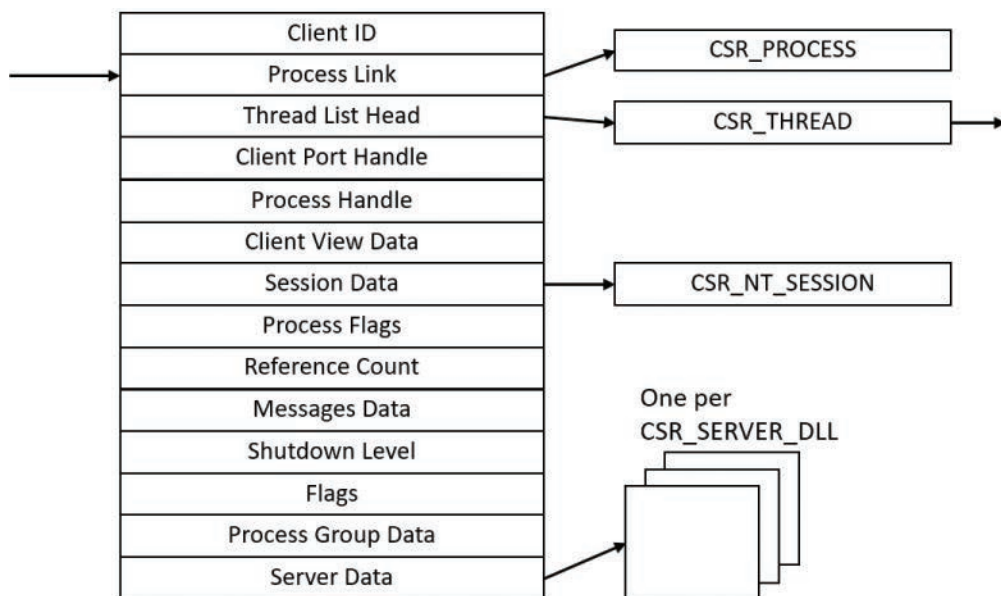 Client ID
Process Link
Thread List Head
Client Port Handle
Process Handle
Client View Data
Session Data
Process Flags
Reference Count
Messages Data
Shutdown Level
Flags
Process Group Data
Server Data
CSR_PROCESS
CSR_THREAD
CSR_NT_SESSION
One per
CSR_SERVER_DLL